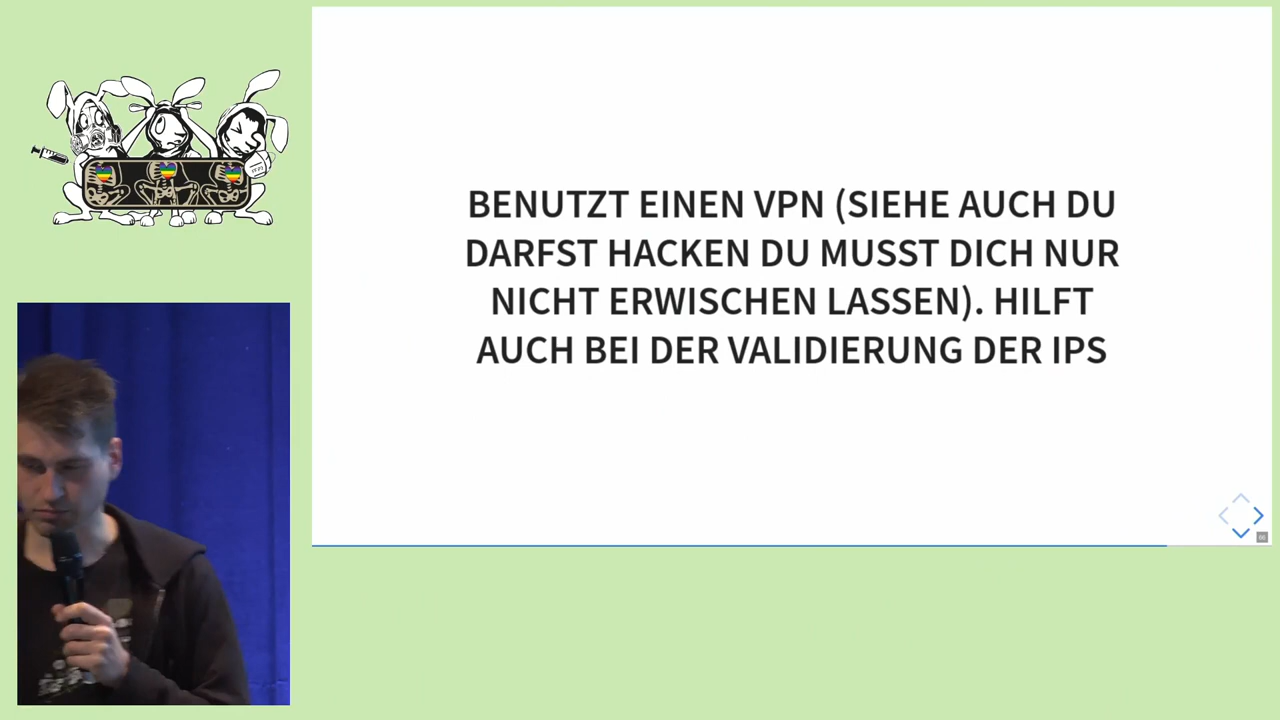 BENUTZT EINEN VPN (SIEHE AUCH DU
DARFST HACKEN DU MUSST DICH NUR
NICHT ERWISCHEN LASSEN). HILFT
AUCH BEI DER VALIDIERUNG DER IPS